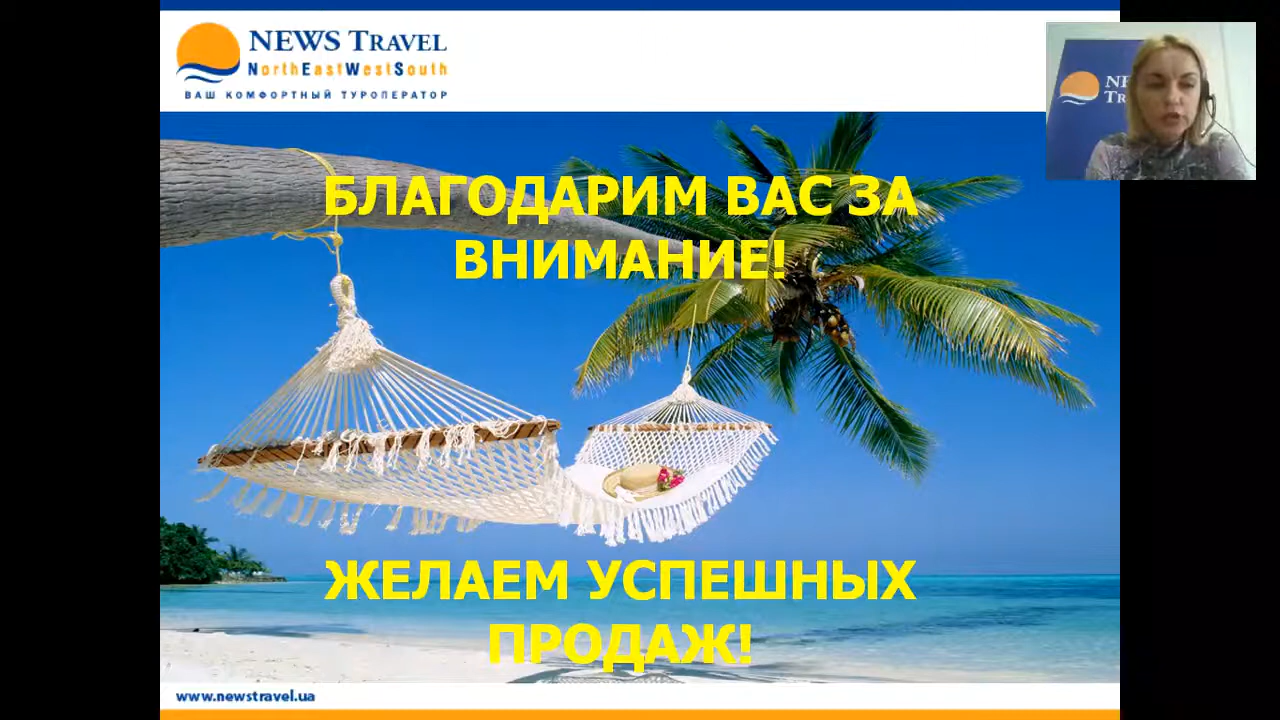 NEWS TRAVEL
NorthEastWestSouth
ВАШ КОМФОРТНЫЙ ТУРОПЕРАТОР
БЛАГОДАРИМ ВАС ЗА
ВНИМАНИЕ!
ЖЕЛАЕМ УСПЕШНЫХ
ПРОДАЖ!
www.newstravel.ua